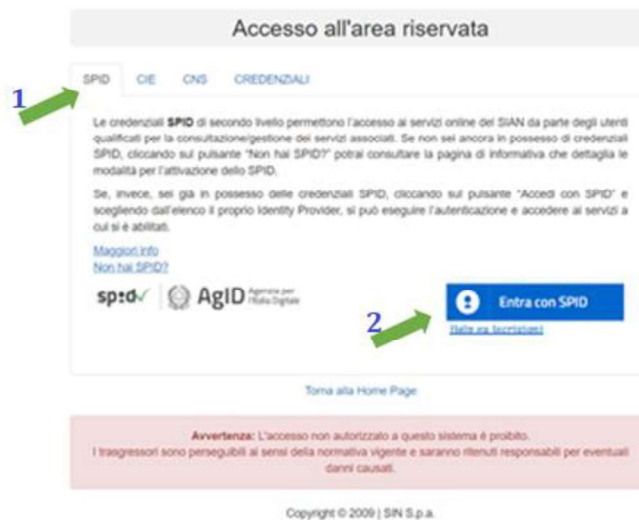 Accesso all'area riservata
SPID CIE CNS CREDENZIALI
1
Le credenziali SPID di secondo livello permettono l'accesso ai servizi online del SIAN da parte degli utenti
qualificati per la consultazione/gestione dei servizi associati. Se non sei ancora in possesso di credenziali
SPID, cliccando sul pulsante "Non hai SPID?" potrai consultare la pagina di informativa che dettaglia le
modalità per l'attivazione dello SPID.
Se, invece, sei già in possesso delle credenziali SPID, cliccando sul pulsante "Accedi con SPID" e
scegliendo dall'elenco il proprio Identity Provider, si può eseguire l'autenticazione e accedere ai servizi a
cui si è abilitati.
Maggiori info
Non hai SPID?
spid AgID Agenzia per
l'Italia Digitale
2
Entra con SPID
Torna alla Home Page
Avvertenza: L'accesso non autorizzato a questo sistema è proibito.
I trasgressori sono perseguibili ai sensi della normativa vigente e saranno ritenuti responsabili per eventuali
danni causati.
Copyright © 2009 | SIN S.p.a.